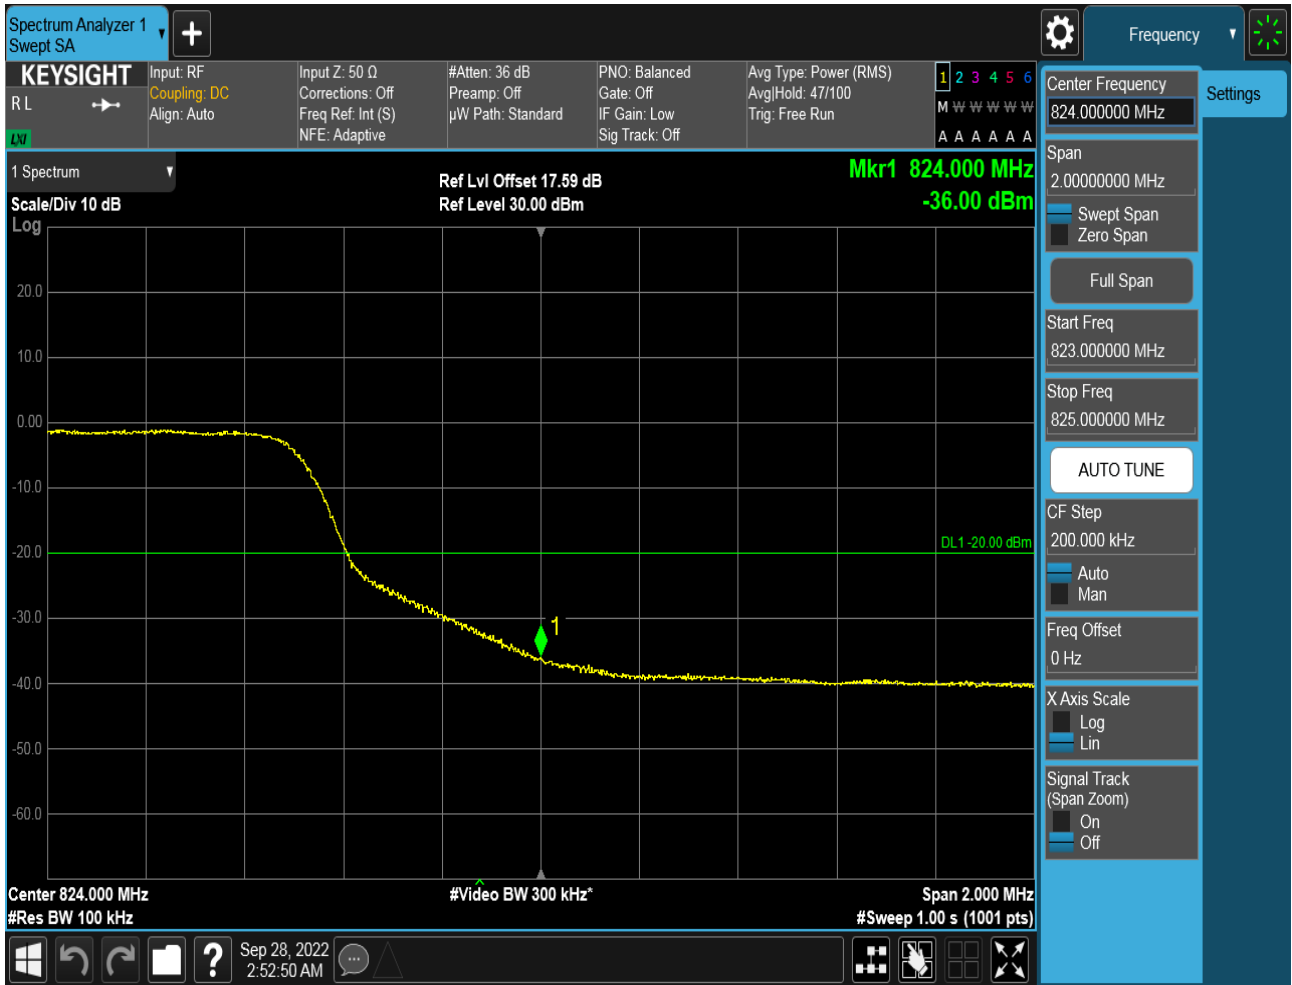 Spectrum Analyzer 1
Swept SA
+
Frequency
KEYSIGHT
R L
LXI
Input: RF
Coupling: DC
Align: Auto
Input Z: 50 Ω
Corrections: Off
Freq Ref: Int (S)
NFE: Adaptive
#Atten: 36 dB
Preamp: Off
µW Path: Standard
PNO: Balanced
Gate: Off
IF Gain: Low
Sig Track: Off
Avg Type: Power (RMS)
Avg|Hold: 47/100
Trig: Free Run
1 2 3 4 5 6
M W W W W W
A A A A A A
1 Spectrum
Scale/Div 10 dB
Log
Ref Lvl Offset 17.59 dB
Ref Level 30.00 dBm
Mkr1 824.000 MHz
-36.00 dBm
20.0
10.0
0.00
-10.0
-20.0
-30.0
-40.0
-50.0
-60.0
DL1 -20.00 dBm
1
Center 824.000 MHz
#Res BW 100 kHz
#Video BW 300 kHz*
Span 2.000 MHz
#Sweep 1.00 s (1001 pts)
Center Frequency
824.000000 MHz
Settings
Span
2.00000000 MHz
Swept Span
Zero Span
Full Span
Start Freq
823.000000 MHz
Stop Freq
825.000000 MHz
AUTO TUNE
CF Step
200.000 kHz
Auto
Man
Freq Offset
0 Hz
X Axis Scale
Log
Lin
Signal Track
(Span Zoom)
On
Off
?
Sep 28, 2022
2:52:50 AM